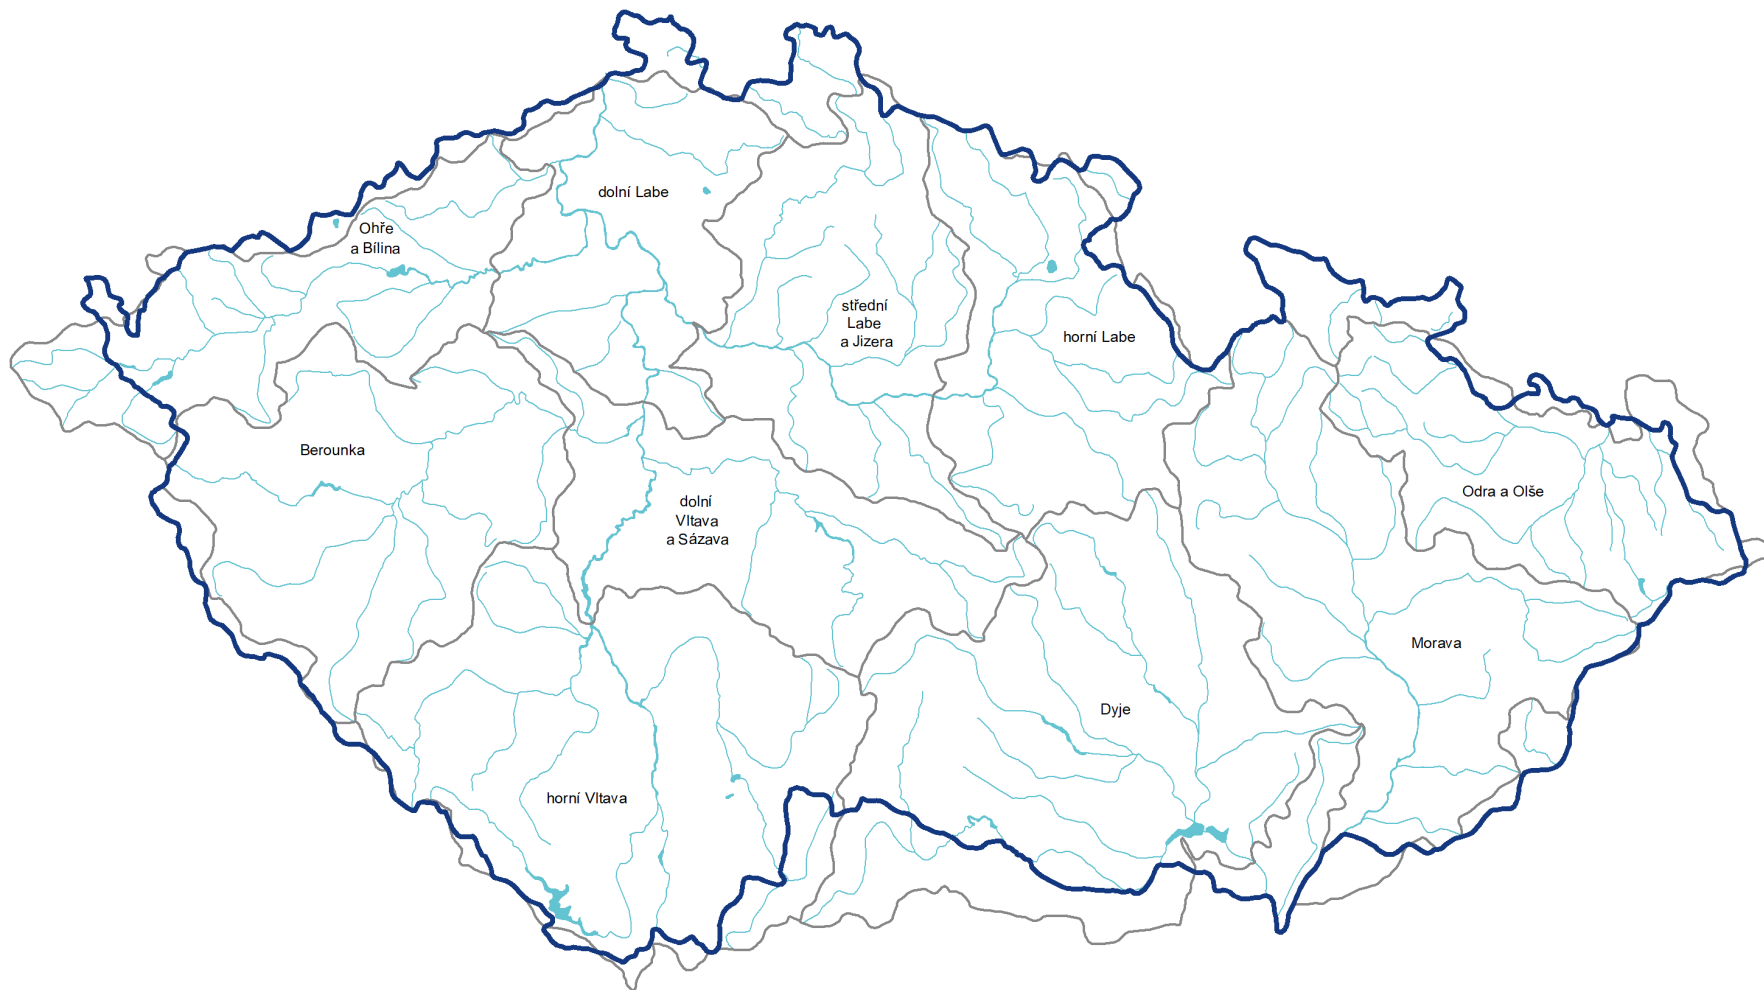 dolní Labe
Ohře
a Bílina
střední
Labe
a Jizera
horní Labe
Berounka
dolní
Vltava
a Sázava
Odra a Olše
Morava
Dyje
horní Vltava